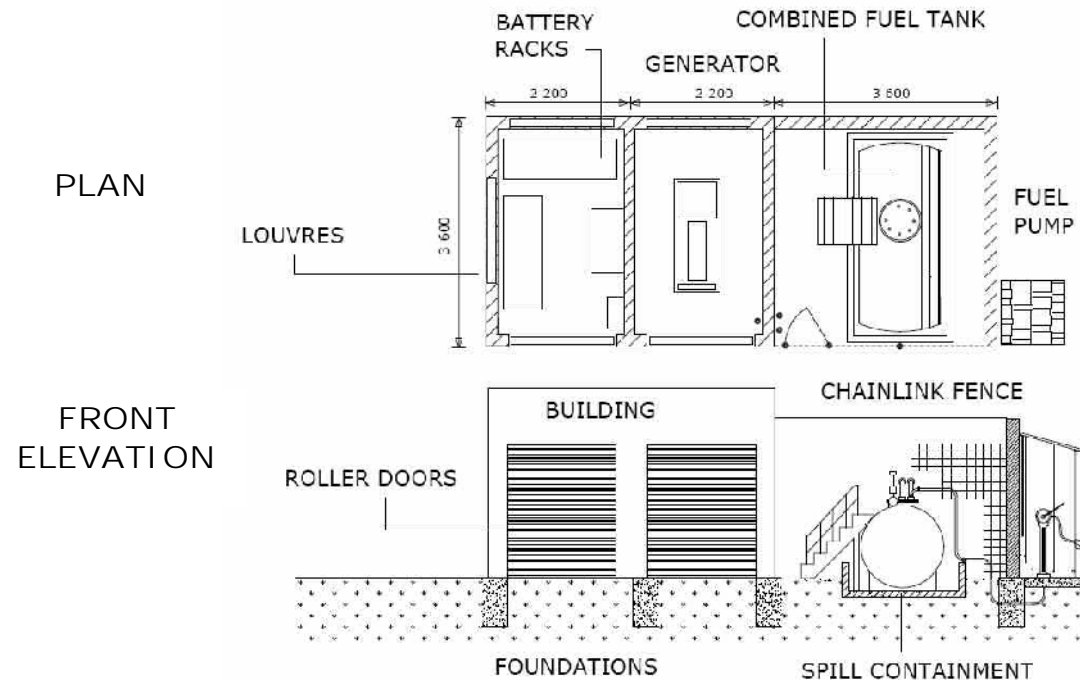 BATTERY
RACKS
COMBINED FUEL TANK
GENERATOR
2 200
2 200
3 600
PLAN
3 600
LOUVRES
FUEL
PUMP
FRONT
ELEVATION
BUILDING
CHAINLINK FENCE
ROLLER DOORS
FOUNDATIONS
SPILL CONTAINMENT